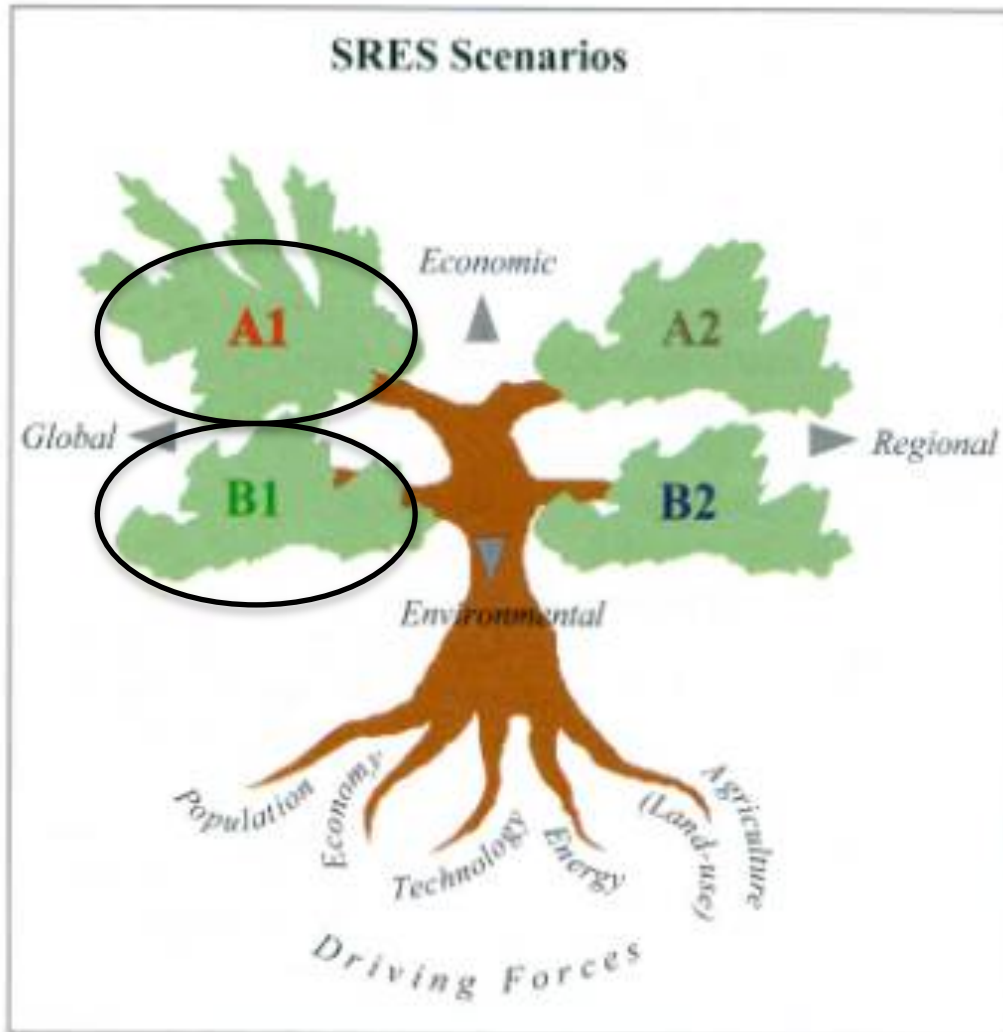 SRES Scenarios
Economic
A1
A2
Global
Regional
B1
B2
Environmental
Population
Economy
Technology
Energy
(Land-use)
Agriculture
Driving Forces